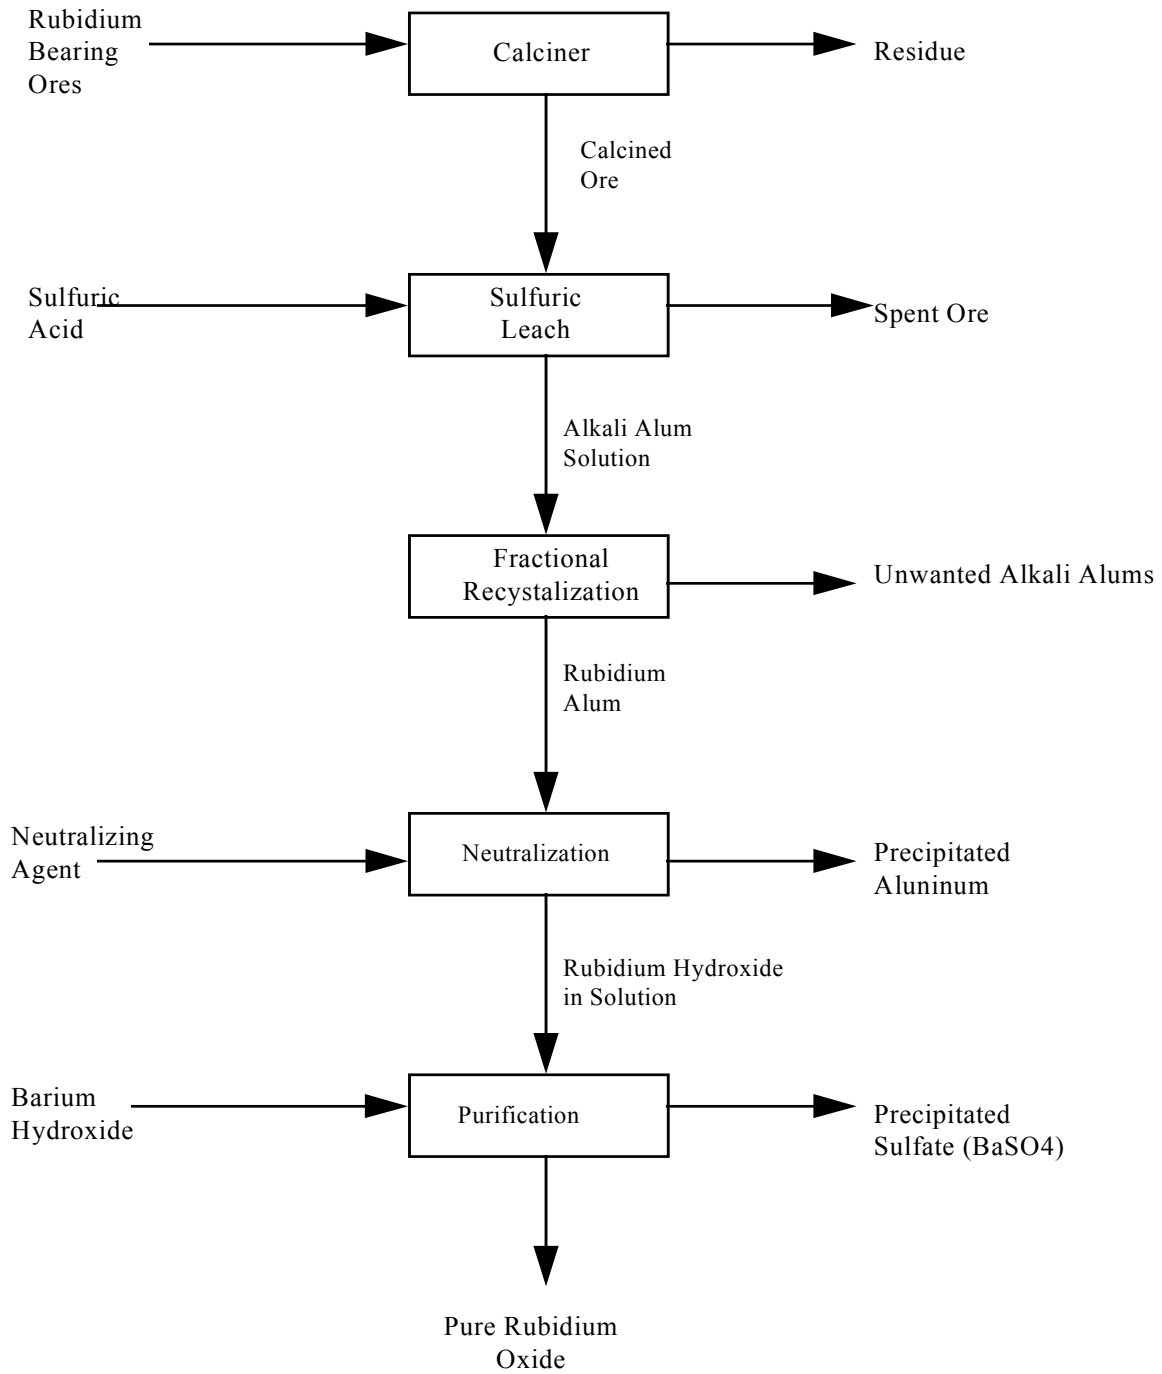 Rubidium
Bearing
Ores
Calciner
Residue
Calcined
Ore
Sulfuric
Acid
Sulfuric
Leach
Spent Ore
Alkali Alum
Solution
Fractional
Recystalization
Unwanted Alkali Alums
Rubidium
Alum
Neutralizing
Agent
Neutralization
Precipitated
Aluninum
Rubidium Hydroxide
in Solution
Barium
Hydroxide
Purification
Precipitated
Sulfate (BaSO4)
Pure Rubidium
Oxide